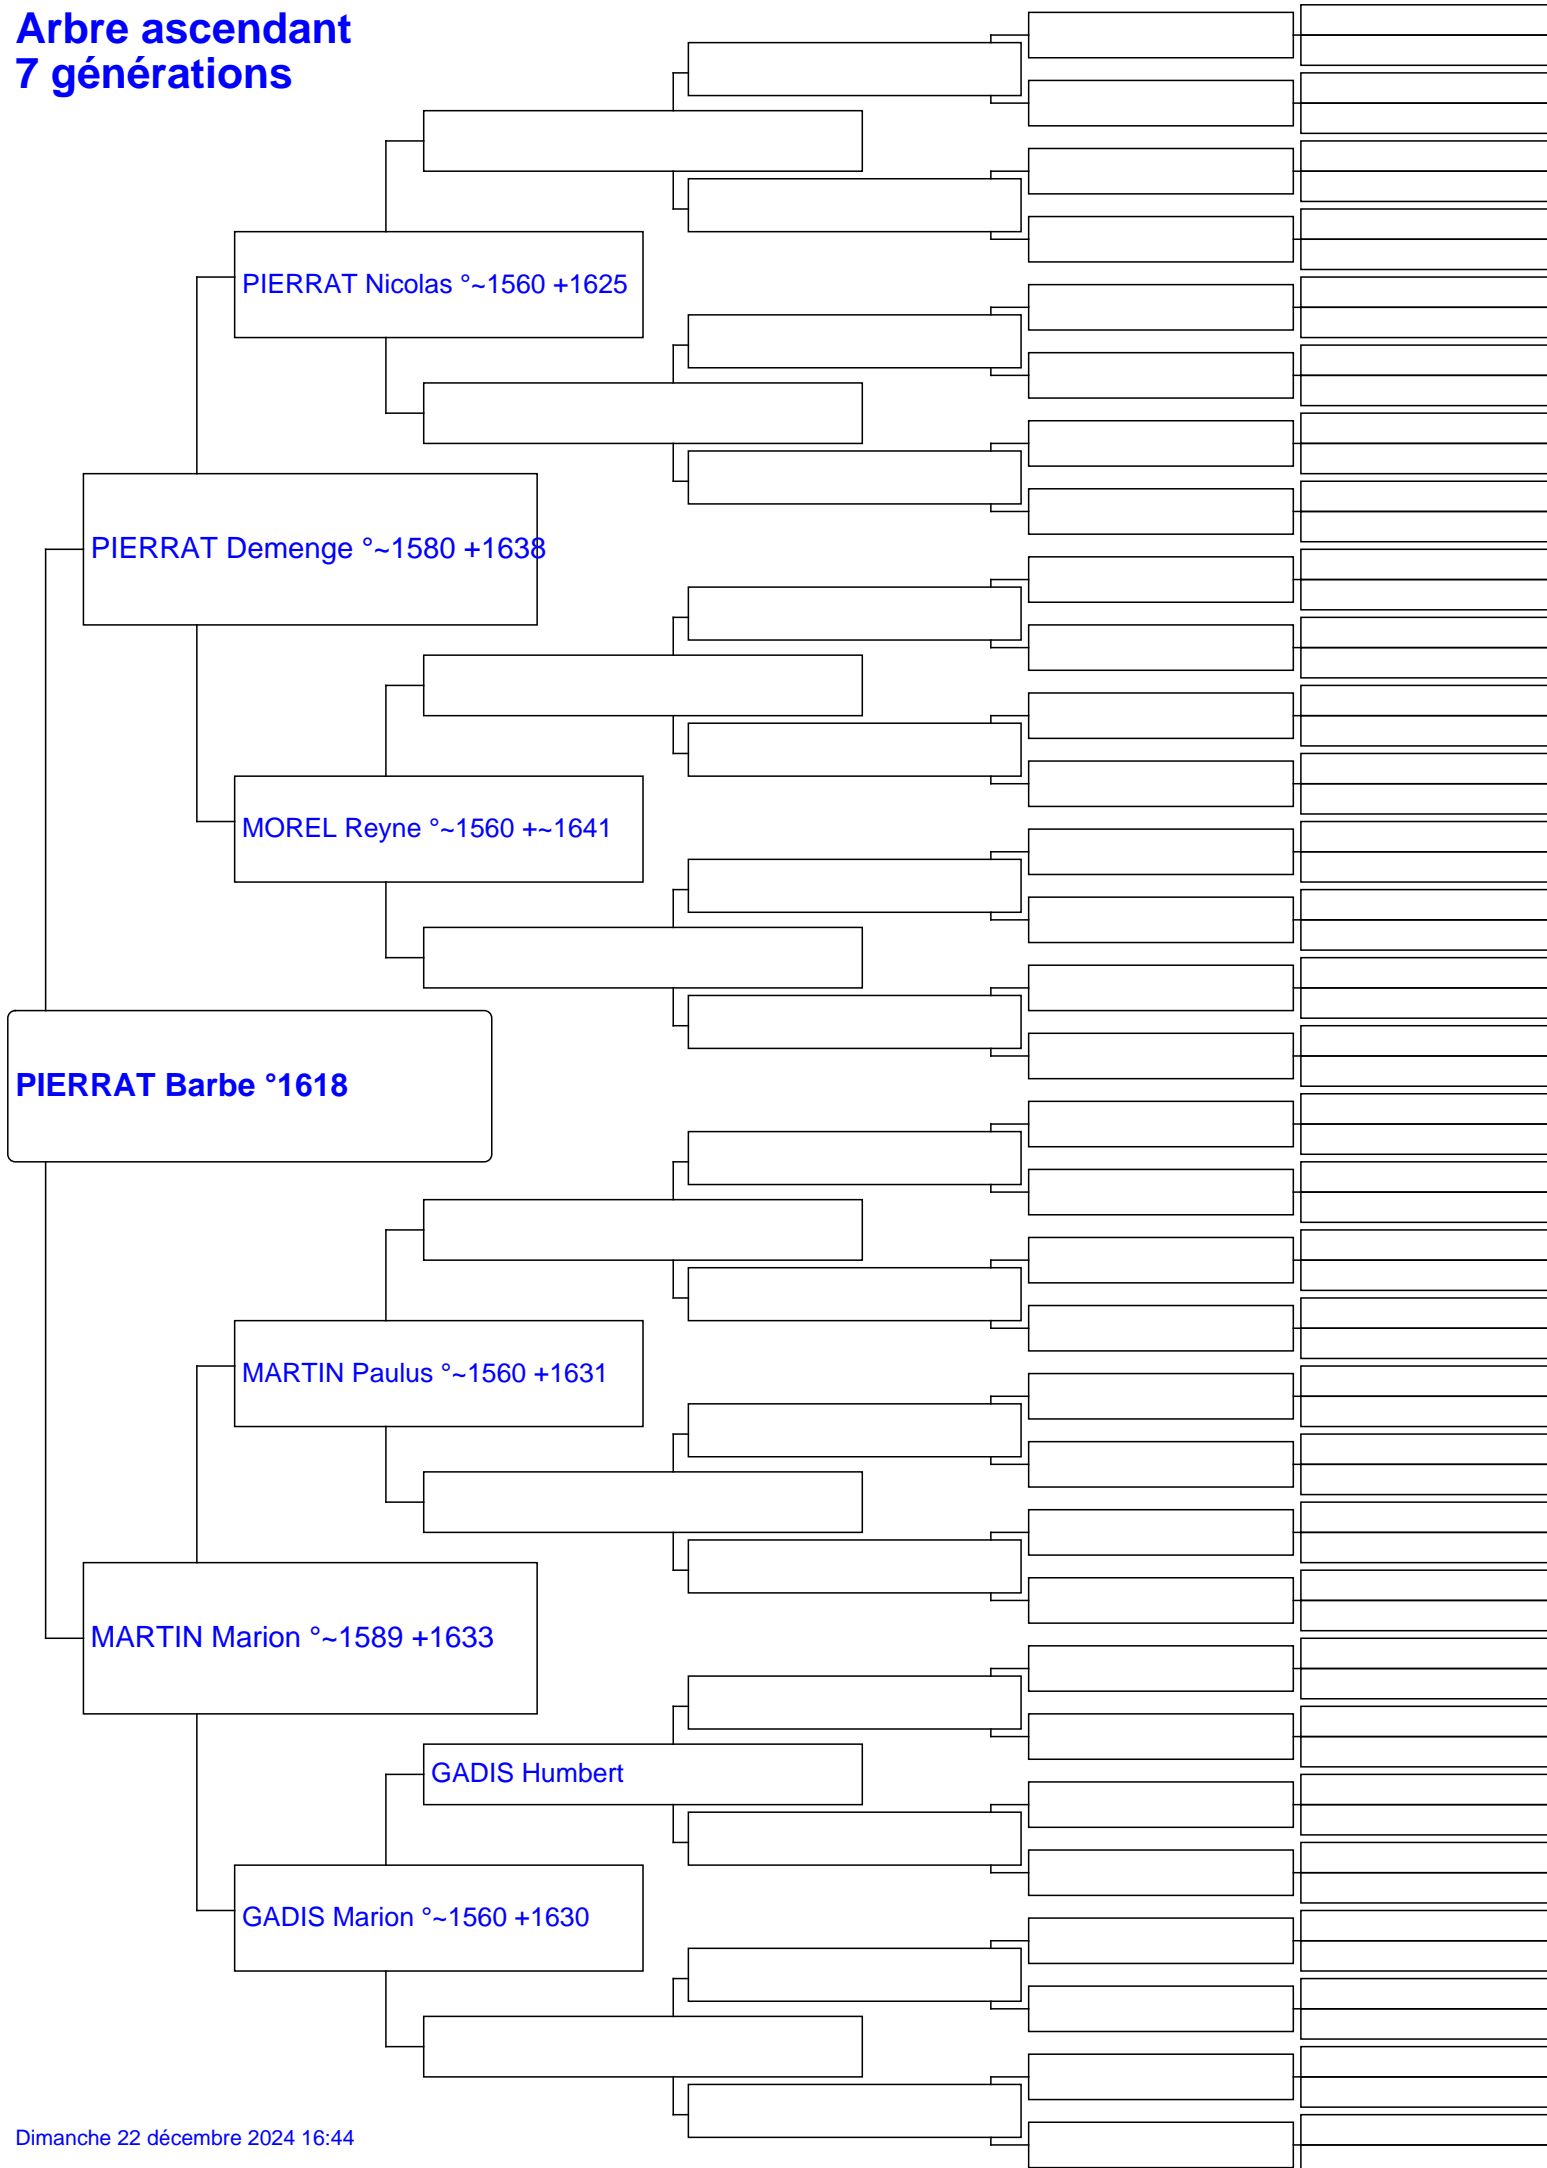 Arbre ascendant
7 générations
PIERRAT Nicolas °~1560 +1625
PIERRAT Demenge °~1580 +1638
MOREL Reyne °~1560 +~1641
PIERRAT Barbe °1618
MARTIN Paulus °~1560 +1631
MARTIN Marion °~1589 +1633
GADIS Humbert
GADIS Marion °~1560 +1630
Dimanche 22 décembre 2024 16:44